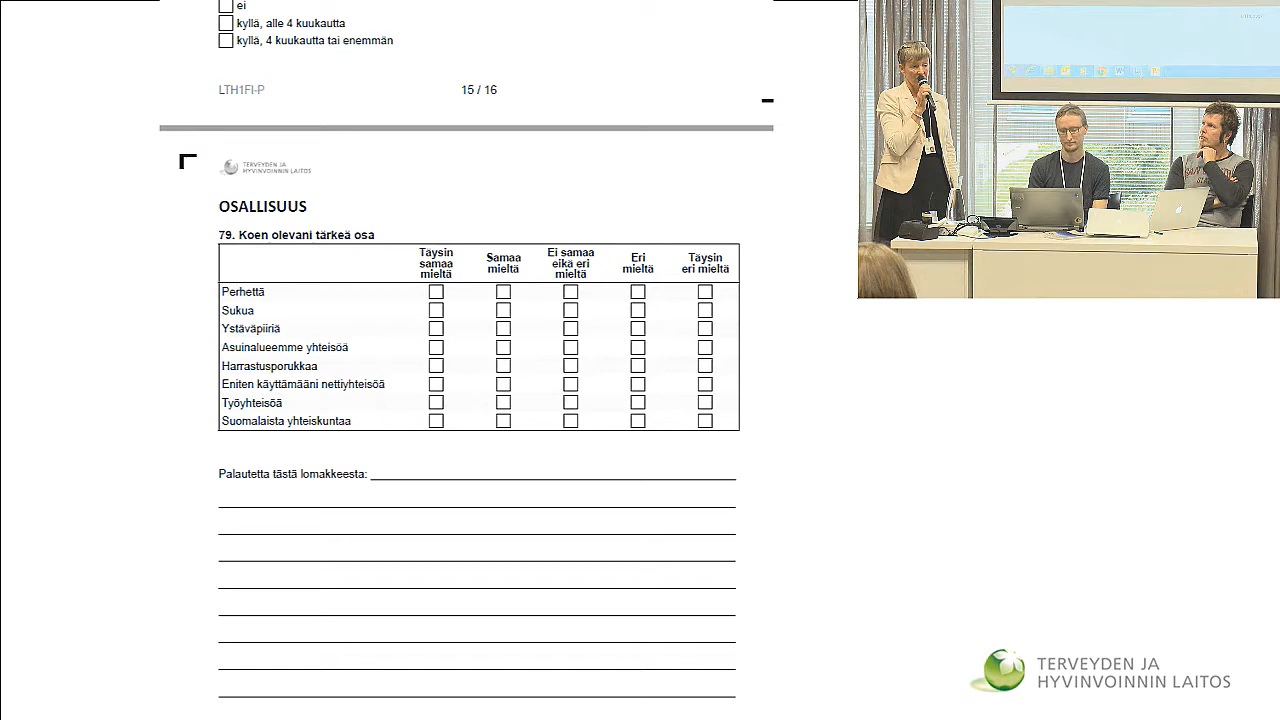 ei
kyllä, alle 4 kuukautta
kyllä, 4 kuukautta tai enemmän
LTH1FI-P
15 / 16
TERVEYDEN JA
HYVINVOINNIN LAITOS
OSALLISUUS
79. Koen olevani tärkeä osa
Täysin samaa mieltä
Samaa mieltä
Ei samaa eikä eri mieltä
Eri mieltä
Täysin eri mieltä
Perhettä
Sukua
Ystäväpiiriä
Asuinalueemme yhteisöä
Harrastusporukkaa
Eniten käyttämääni nettiyhteisöä
Työyhteisöä
Suomalaista yhteiskuntaa
Palautetta tästä lomakkeesta:
TERVEYDEN JA
HYVINVOINNIN LAITOS